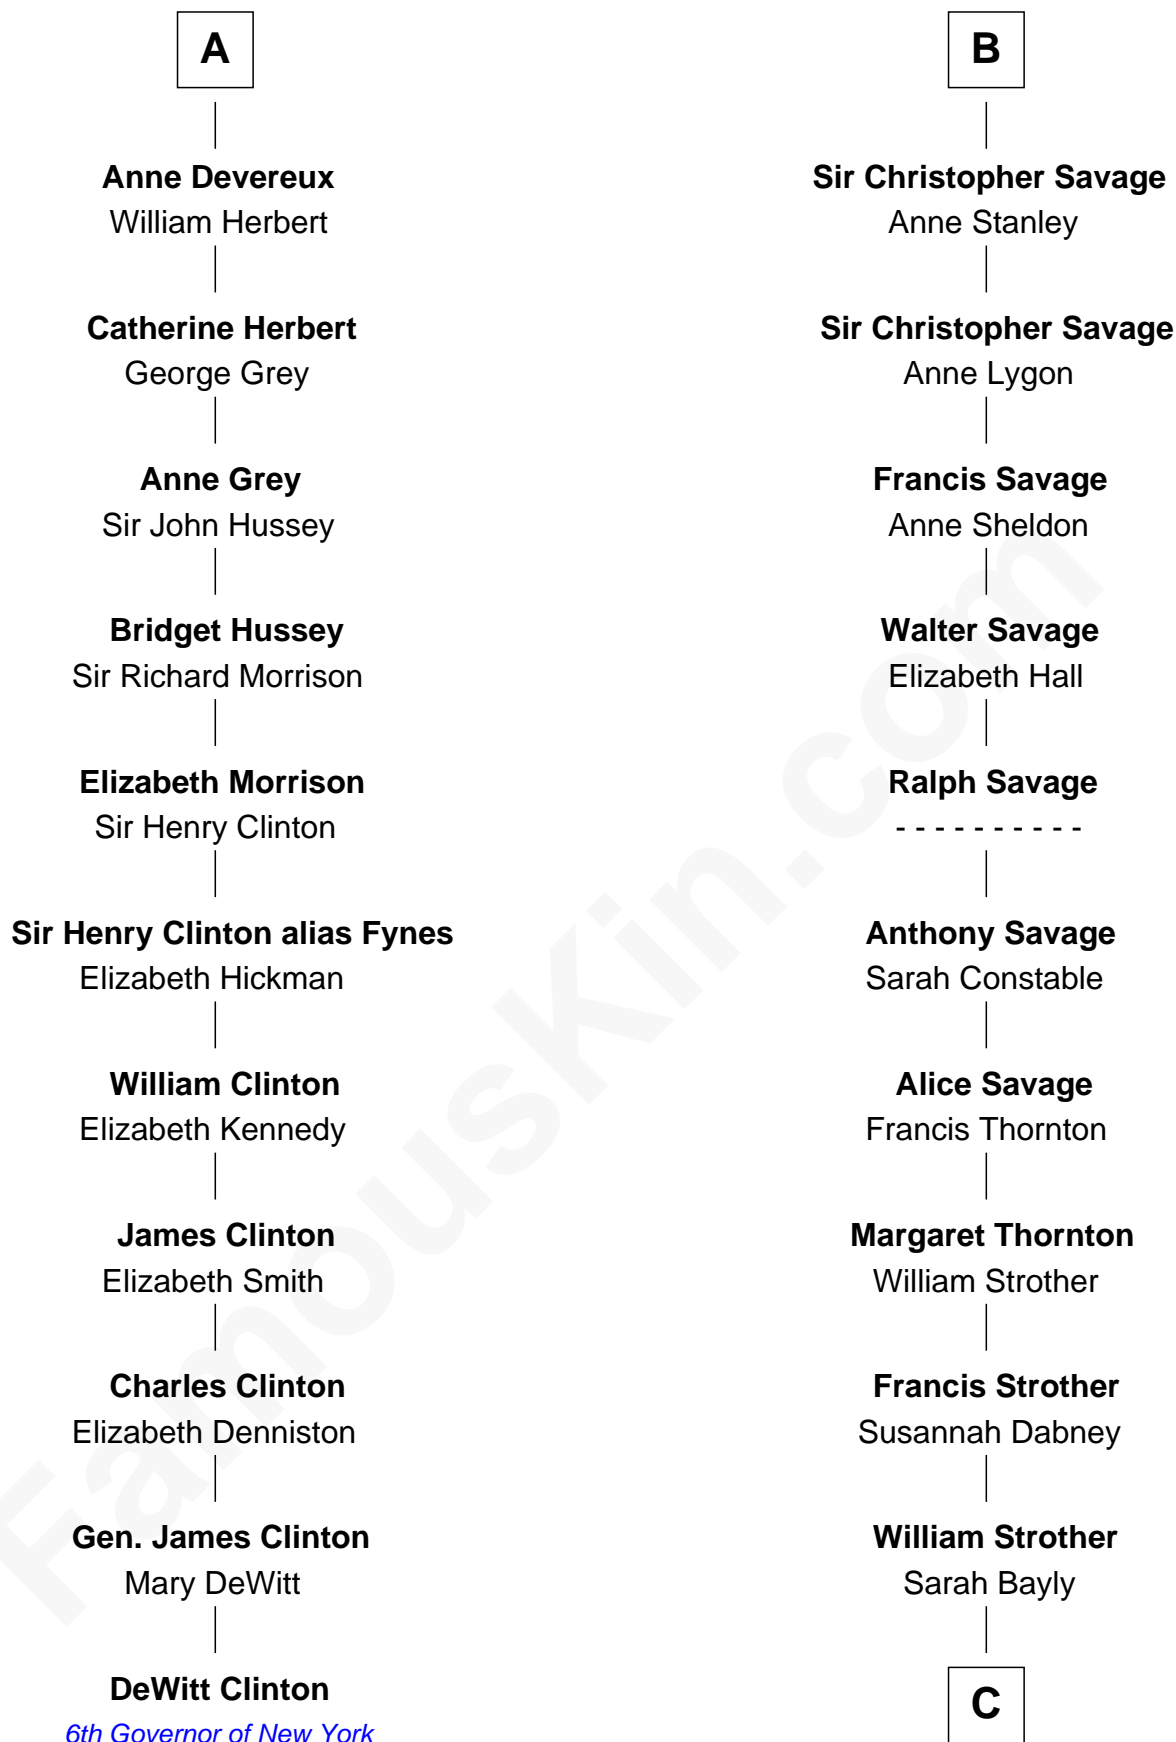 A
Anne Devereux
William Herbert
Catherine Herbert
George Grey
Anne Grey
Sir John Hussey
Bridget Hussey
Sir Richard Morrison
Elizabeth Morrison
Sir Henry Clinton
Sir Henry Clinton alias Fynes
Elizabeth Hickman
William Clinton
Elizabeth Kennedy
James Clinton
Elizabeth Smith
Charles Clinton
Elizabeth Denniston
Gen. James Clinton
Mary DeWitt
DeWitt Clinton
6th Governor of New York
B
Sir Christopher Savage
Anne Stanley
Sir Christopher Savage
Anne Lygon
Francis Savage
Anne Sheldon
Walter Savage
Elizabeth Hall
Ralph Savage
- - - - - - - - - -
Anthony Savage
Sarah Constable
Alice Savage
Francis Thornton
Margaret Thornton
William Strother
Francis Strother
Susannah Dabney
William Strother
Sarah Bayly
C
FamousKin.com